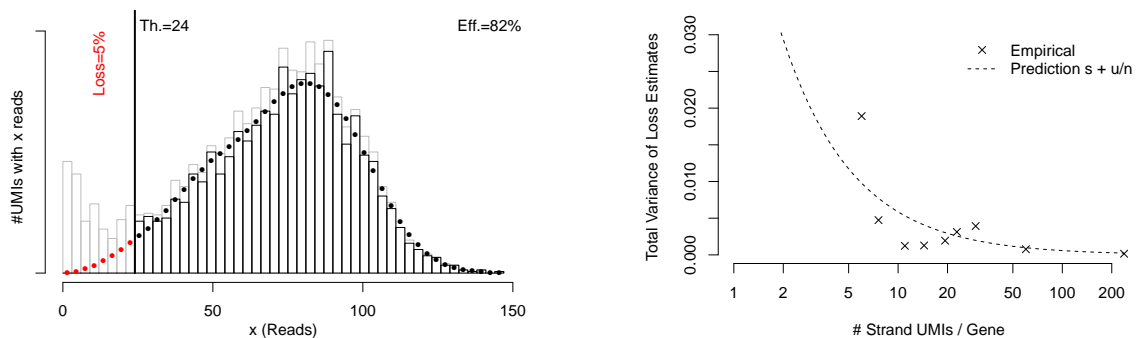 Loss=5%
Th.=24
Eff.=82%
#UMIs with x reads
0
50
100
150
x (Reads)
Total Variance of Loss Estimates
0.030
0.020
0.010
0.000
Empirical
Prediction s + u/n
1
2
5
10
20
50
100
200
# Strand UMIs / Gene